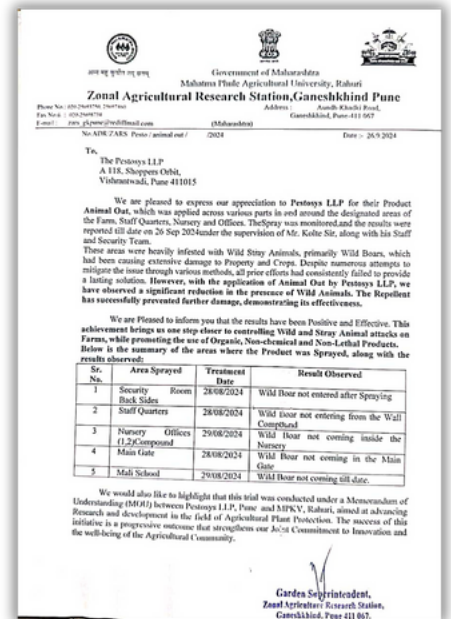 Government of Maharashtra
Mahatma Phule Agricultural University, Rahuri
Zonal Agricultural Research Station,Ganeshkhind Pune
Phone No.:
Address :
Aundh-Khadki Road,
Fax No :
Ganeshkhind, Pune-411 067
E-mail :
(Maharashtra)
/2024
Date :- 26/9/2024
To,
The Pestosys LLP
A 118, Shoppers Orbit,
Vishrantwadi, Pune 411015
We are pleased to express our appreciation to Pestosys LLP for their Product
Animal Out, which was applied across various parts in and around the designated areas of
the Farm, Staff Quarters, Nursery and Offices. TheSpray was monitored,and the results were
reported till date on 26 Sep 2024under the supervision of Mr. Kolte Sir, along with his Staff
and Security Team.
These areas were heavily infested with Wild Stray Animals, primarily Wild Boars, which
had been causing extensive damage to Property and Crops. Despite numerous attempts to
mitigate the issue through various methods, all prior efforts had consistently failed to provide
a lasting solution. However, with the application of Animal Out by Pestosys LLP, we
have observed a significant reduction in the presence of Wild Animals. The Repellent
has successfully prevented further damage, demonstrating its effectiveness.
We are Pleased to inform you that the results have been Positive and Effective. This
achievement brings us one step closer to controlling Wild and Stray Animal attacks on
Farms, while promoting the use of Organic, Non-chemical and Non-Lethal Products.
Below is the summary of the areas where the Product was Sprayed, along with the
results observed:
Sr. No. Area Sprayed Treatment Date Result Observed
1 Security Room Back Sides 28/08/2024 Wild Boar not entered after Spraying
2 Staff Quarters 28/08/2024 Wild Boar not entering from the Wall Compound
3 Nursery Offices (1,2)Compound 29/08/2024 Wild Boar not coming inside the Nursery
4 Main Gate 28/08/2024 Wild Boar not coming in the Main Gate
5 Mali School 29/08/2024 Wild Boar not coming till date.
We would also like to highlight that this trial was conducted under a Memorandum of
Understanding (MOU) between Pestosys LLP, Pune and MPKV, Rahuri, aimed at advancing
Research and development in the field of Agricultural Plant Protection. The success of this
initiative is a progressive outcome that strengthens our Joint Commitment to Innovation and
the well-being of the Agricultural Community.
Garden Superintendent,
Zonal Agriculture Research Station,
Ganeshkhind, Pune 411 067.